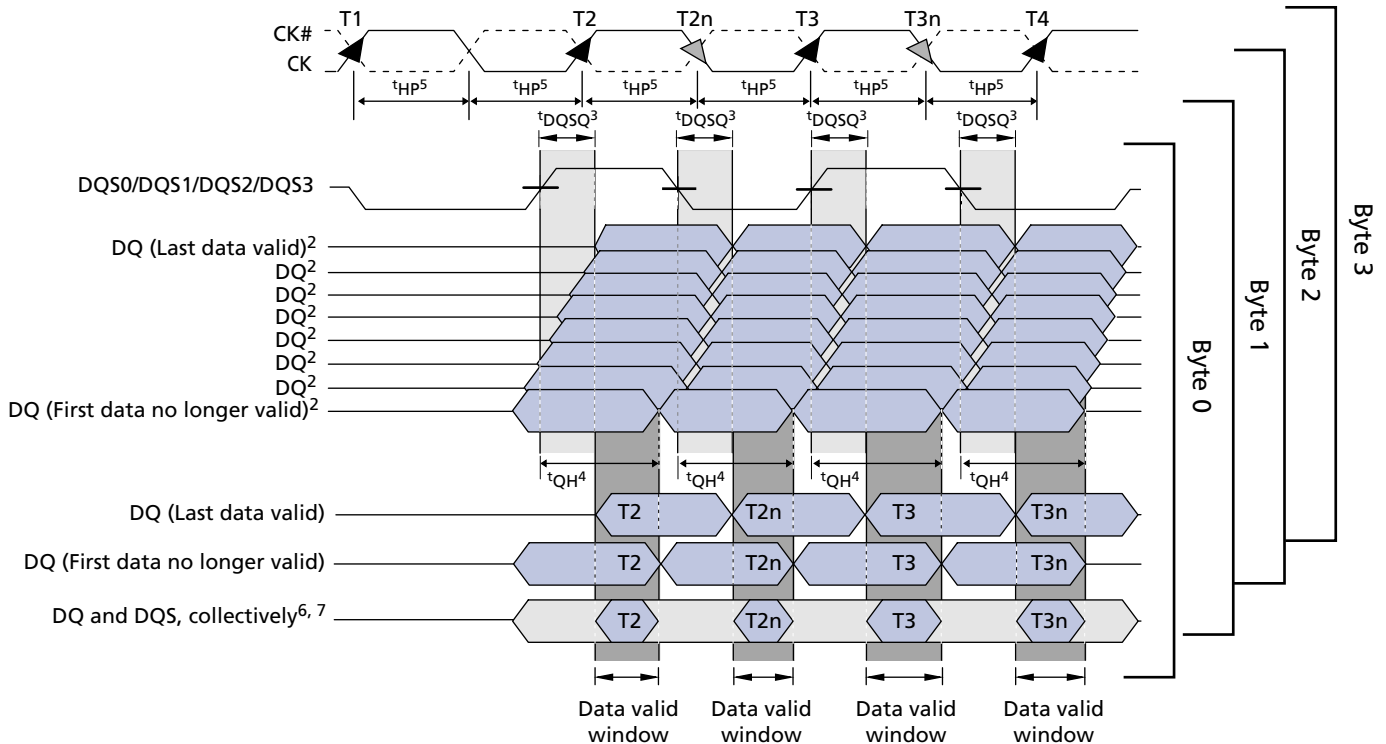 T1 T2 T2n T3 T3n T4
CK#
CK
tHP5 tHP5 tHP5 tHP5 tHP5 tHP5
tDQSQ3 tDQSQ3 tDQSQ3 tDQSQ3
DQS0/DQS1/DQS2/DQS3
DQ (Last data valid)2
DQ2
DQ2
DQ2
DQ2
DQ2
DQ2
DQ (First data no longer valid)2
tQH4 tQH4 tQH4 tQH4
DQ (Last data valid) T2 T2n T3 T3n
DQ (First data no longer valid) T2 T2n T3 T3n
DQ and DQS, collectively6, 7 T2 T2n T3 T3n
Data valid window
Data valid window
Data valid window
Data valid window
Byte 0
Byte 1
Byte 2
Byte 3